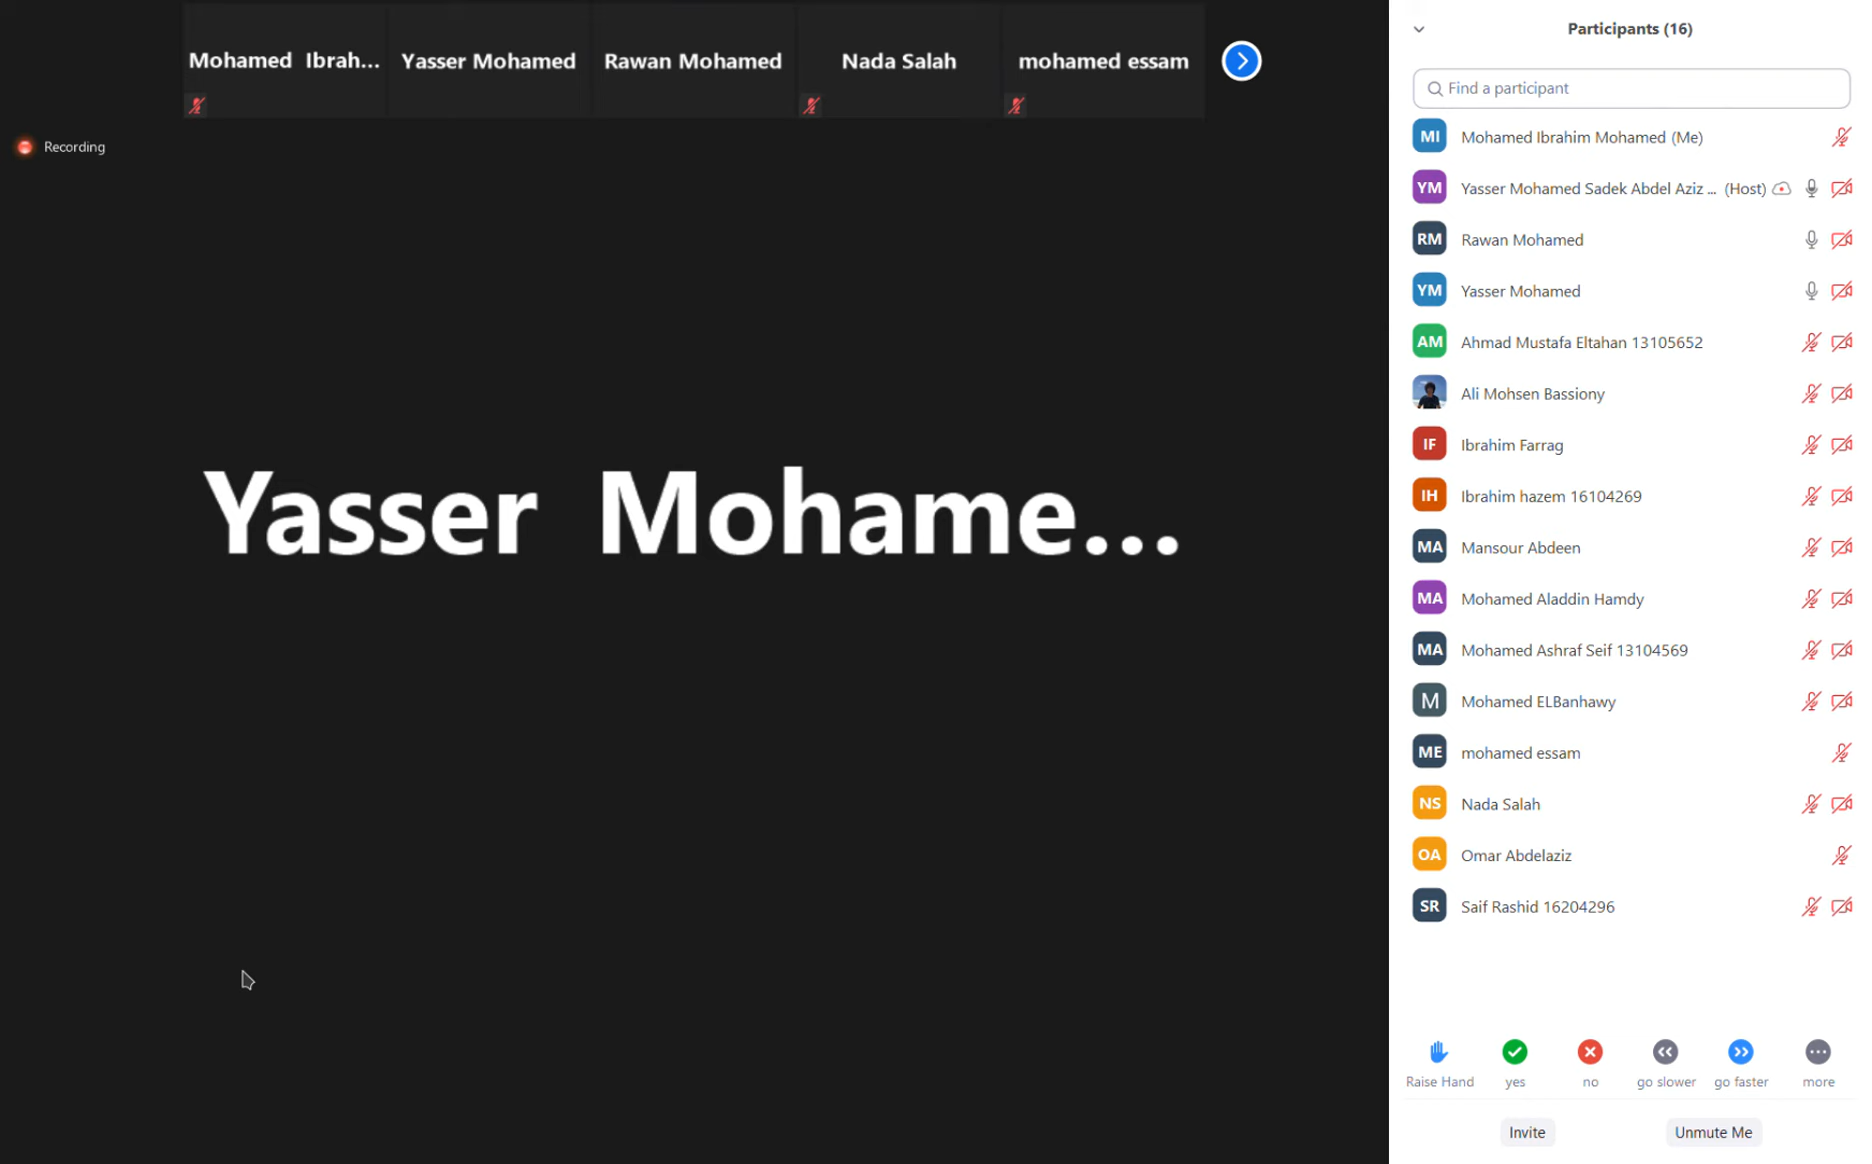 Mohamed Ibrah...
Yasser Mohamed
Rawan Mohamed
Nada Salah
mohamed essam
Recording
Yasser Mohame...
Participants (16)
Find a participant
MI Mohamed Ibrahim Mohamed (Me)
YM Yasser Mohamed Sadek Abdel Aziz ... (Host)
RM Rawan Mohamed
YM Yasser Mohamed
AM Ahmad Mustafa Eltahan 13105652
Ali Mohsen Bassiony
IF Ibrahim Farrag
IH Ibrahim hazem 16104269
MA Mansour Abdeen
MA Mohamed Aladdin Hamdy
MA Mohamed Ashraf Seif 13104569
M Mohamed ELBanhawy
ME mohamed essam
NS Nada Salah
OA Omar Abdelaziz
SR Saif Rashid 16204296
Raise Hand yes no go slower go faster more
Invite Unmute Me